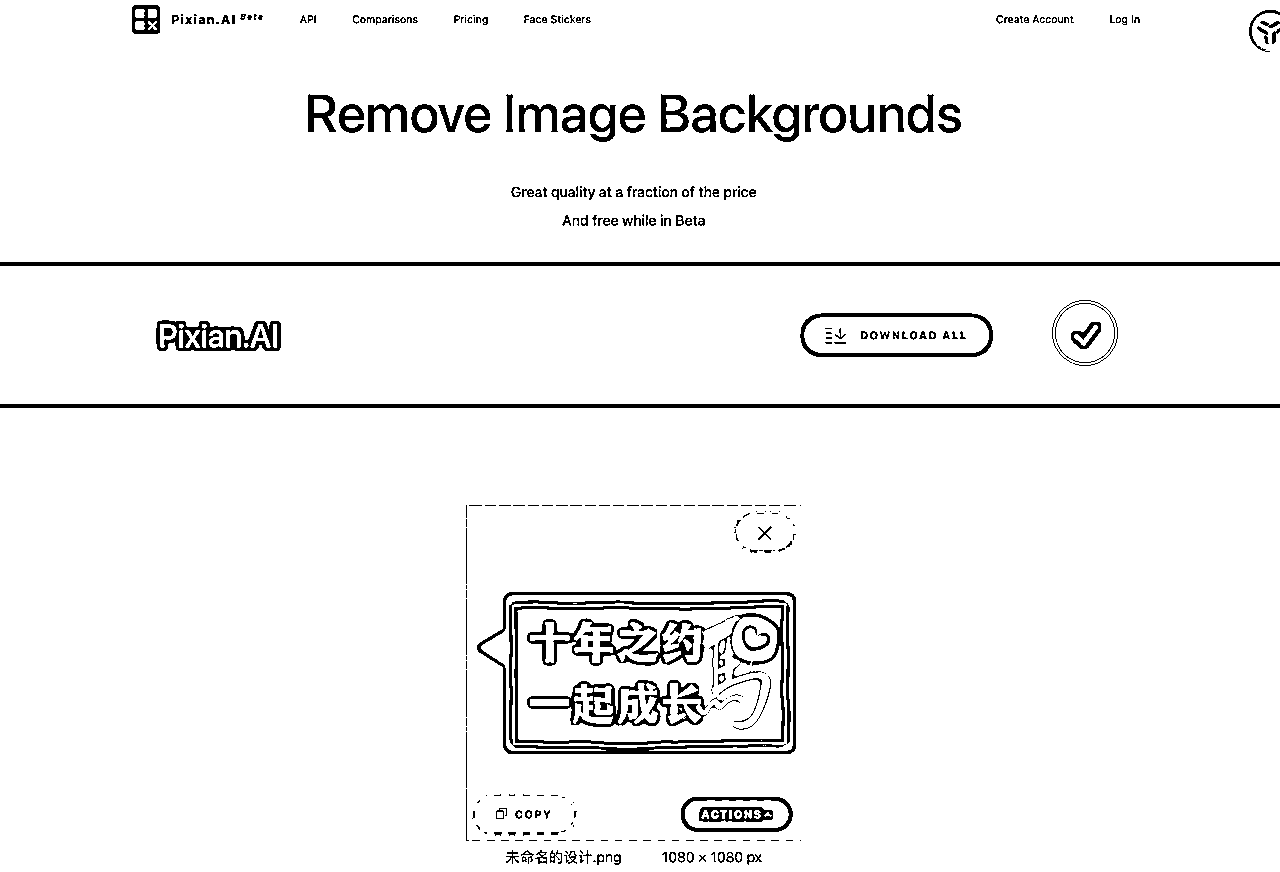 Pixian.AI Beta API Comparisons Pricing Face Stickers Create Account Log In
Remove Image Backgrounds
Great quality at a fraction of the price
And free while in Beta
Pixian.AI DOWNLOAD ALL
十年之约
一起成长
COPY ACTIONS
未命名的设计.png 1080 × 1080 px